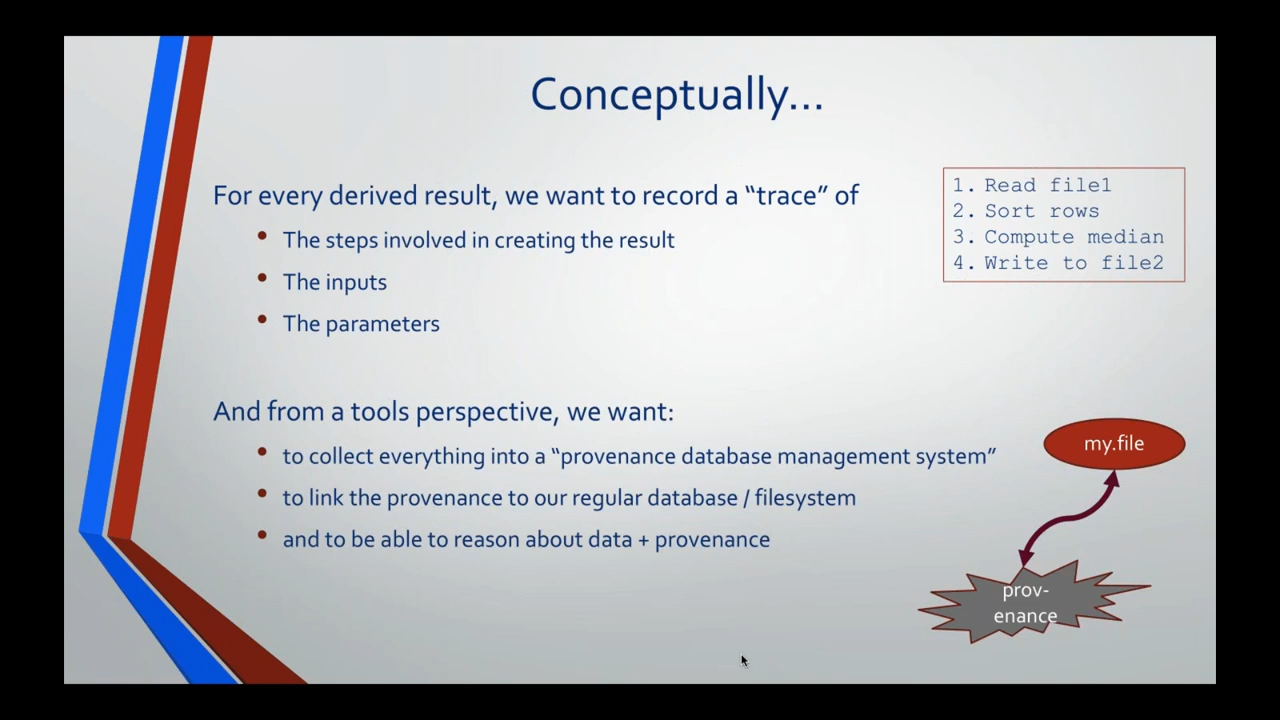 Conceptually...
For every derived result, we want to record a “trace” of
• The steps involved in creating the result
• The inputs
• The parameters
1. Read file1
2. Sort rows
3. Compute median
4. Write to file2
And from a tools perspective, we want:
• to collect everything into a “provenance database management system”
• to link the provenance to our regular database / filesystem
• and to be able to reason about data + provenance
my.file
prov-
enance